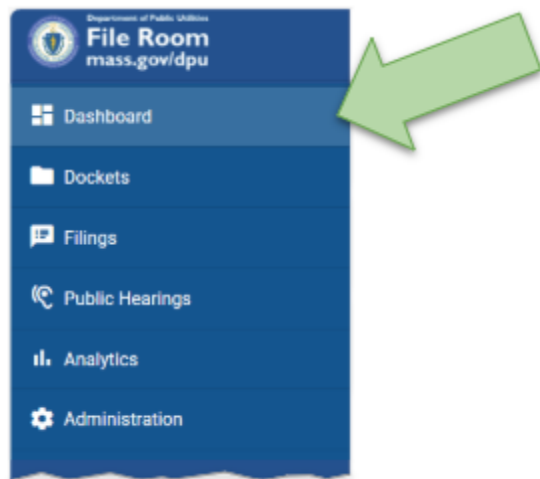 Department of Public Utilities
File Room
mass.gov/dpu
Dashboard
Dockets
Filings
Public Hearings
Analytics
Administration